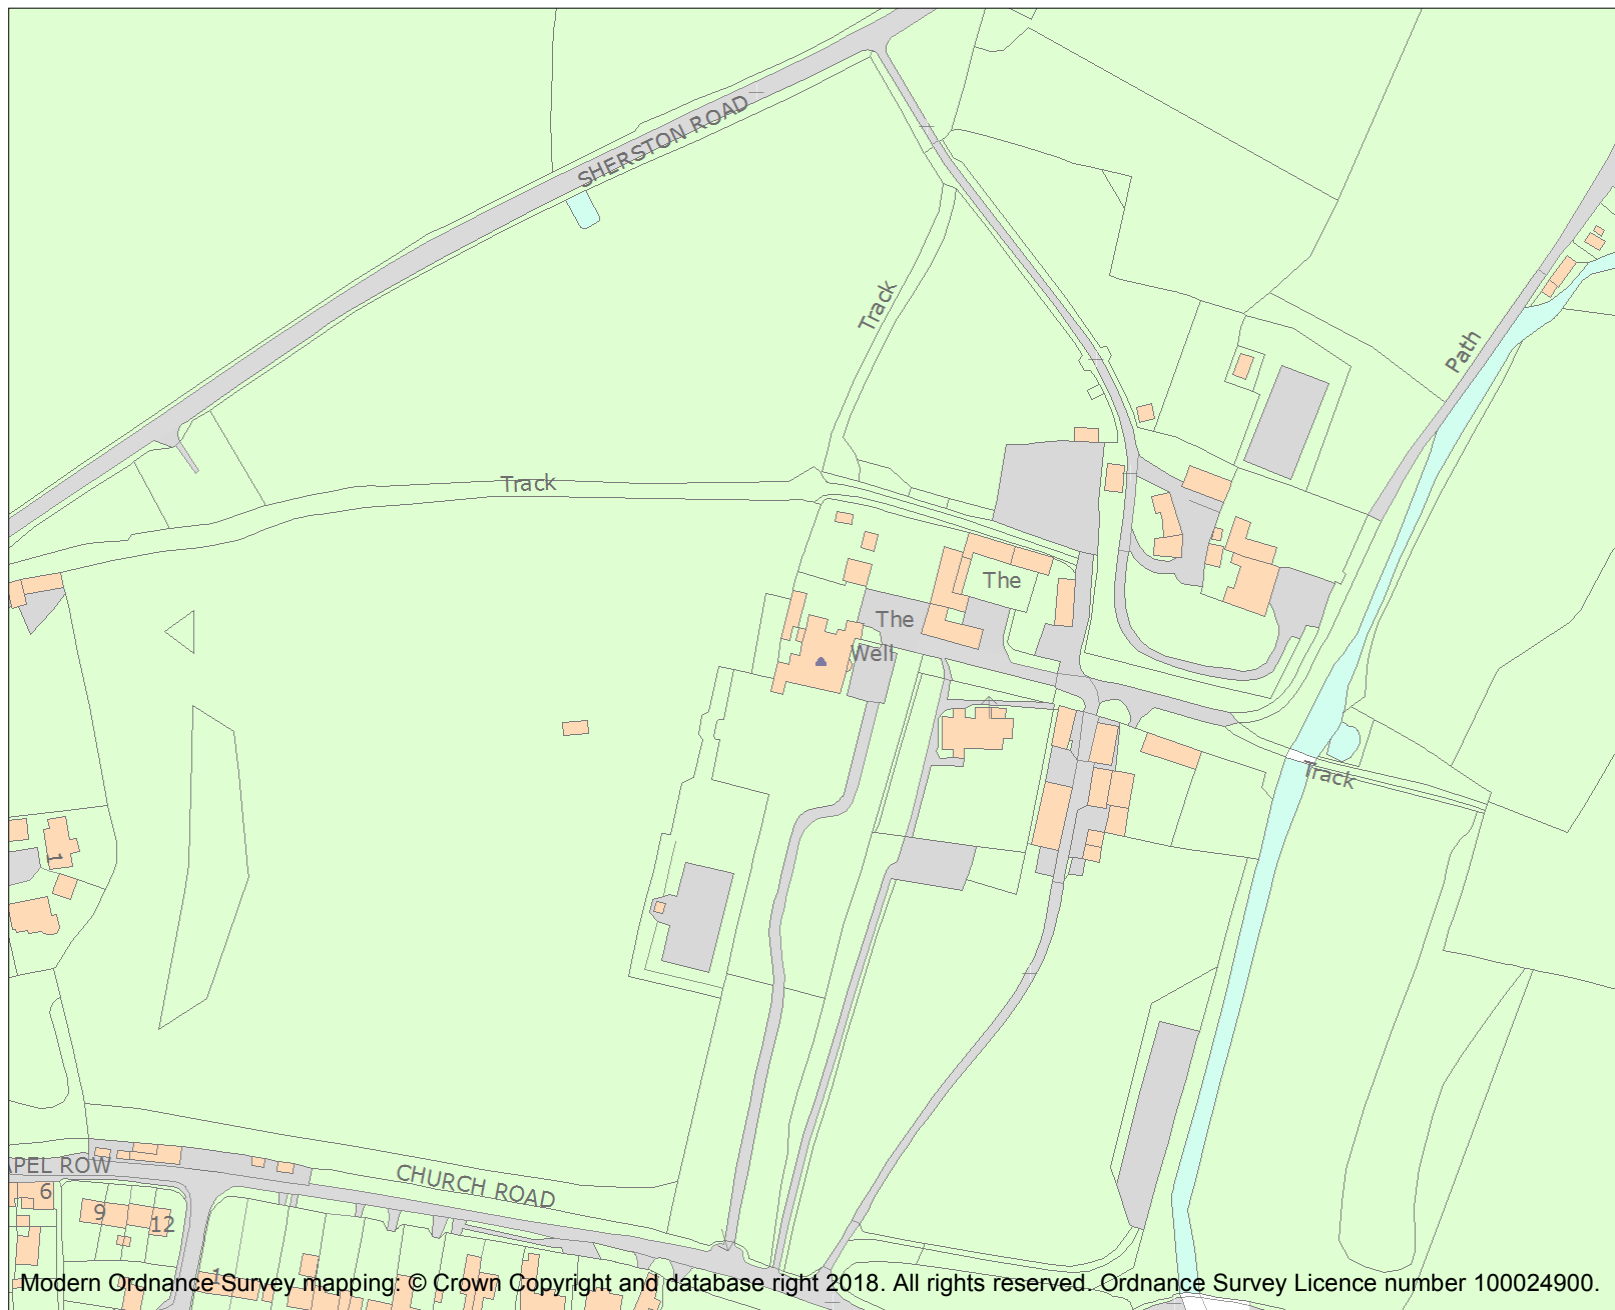 SHERSTON ROAD
Track
Path
Track
The
The
Well
Track
1
APEL ROW
CHURCH ROAD
6
9
12
1
Modern Ordnance Survey mapping: © Crown Copyright and database right 2018. All rights reserved. Ordnance Survey Licence number 100024900.